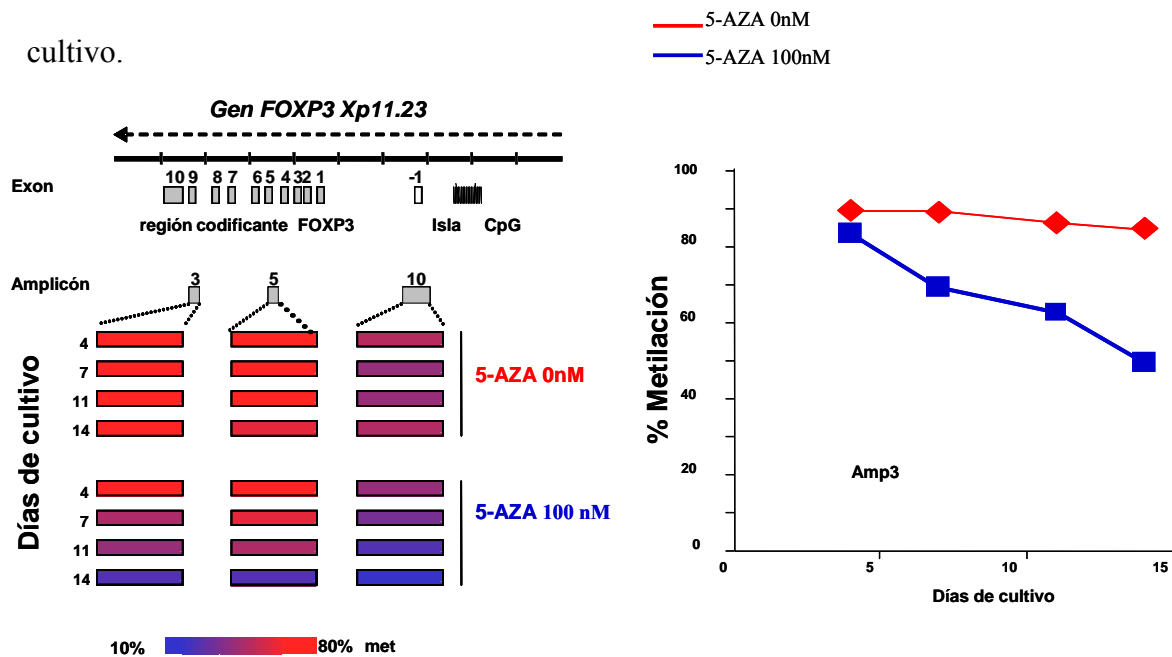 cultivo.
5-AZA 0nM
5-AZA 100nM
Gen FOXP3 Xp11.23
Exon
10 9 8 7 6 5 4 3 2 1 -1
región codificante FOXP3 Isla CpG
Amplicón
3 5 10
Días de cultivo
4
7
11
14
5-AZA 0nM
4
7
11
14
5-AZA 100 nM
10% 80% met
% Metilación
100
80
60
40
20
0
Amp3
0 5 10 15
Días de cultivo